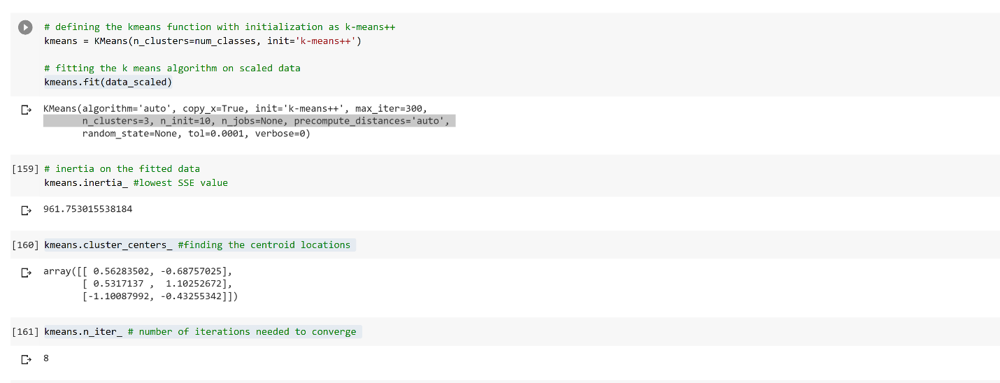 # defining the kmeans function with initialization as k-means++
kmeans = KMeans(n_clusters=num_classes, init='k-means++')
# fitting the k means algorithm on scaled data
kmeans.fit(data_scaled)
KMeans(algorithm='auto', copy_x=True, init='k-means++', max_iter=300,
n_clusters=3, n_init=10, n_jobs=None, precompute_distances='auto',
random_state=None, tol=0.0001, verbose=0)
[159] # inertia on the fitted data
kmeans.inertia_ #lowest SSE value
961.753015538184
[160] kmeans.cluster_centers_ #finding the centroid locations
array([[ 0.56283502, -0.68757025],
[ 0.5317137 ,  1.10252672],
[-1.10087992, -0.43255342]])
[161] kmeans.n_iter_ # number of iterations needed to converge
8